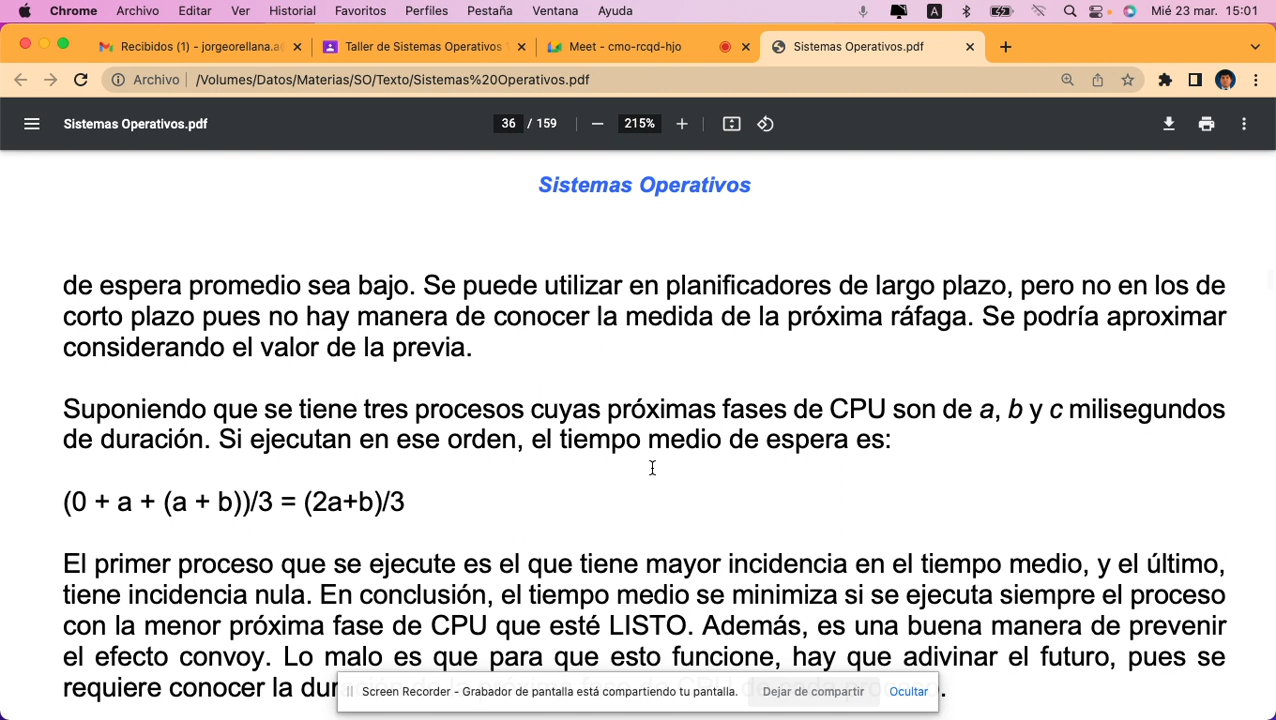 Chrome Archivo Editar Ver Historial Favoritos Perfiles Pestaña Ventana Ayuda A Mié 23 mar. 15:01
Recibidos (1) - jorgeorellana.a Taller de Sistemas Operativos Meet - cmo-rcqd-hjo Sistemas Operativos.pdf
Archivo /Volumes/Datos/Materias/SO/Texto/Sistemas%20Operativos.pdf
Sistemas Operativos.pdf 36 / 159 − 215% +
Sistemas Operativos
de espera promedio sea bajo. Se puede utilizar en planificadores de largo plazo, pero no en los de
corto plazo pues no hay manera de conocer la medida de la próxima ráfaga. Se podría aproximar
considerando el valor de la previa.
Suponiendo que se tiene tres procesos cuyas próximas fases de CPU son de a, b y c milisegundos
de duración. Si ejecutan en ese orden, el tiempo medio de espera es:
(0 + a + (a + b))/3 = (2a+b)/3
El primer proceso que se ejecute es el que tiene mayor incidencia en el tiempo medio, y el último,
tiene incidencia nula. En conclusión, el tiempo medio se minimiza si se ejecuta siempre el proceso
con la menor próxima fase de CPU que esté LISTO. Además, es una buena manera de prevenir
el efecto convoy. Lo malo es que para que esto funcione, hay que adivinar el futuro, pues se
requiere conocer la
Screen Recorder - Grabador de pantalla está compartiendo tu pantalla. Dejar de compartir Ocultar